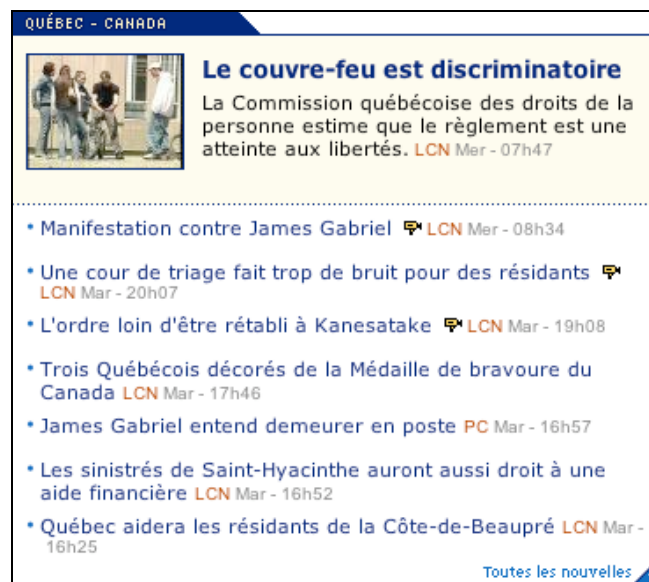 QUÉBEC - CANADA
Le couvre-feu est discriminatoire
La Commission québécoise des droits de la
personne estime que le règlement est une
atteinte aux libertés. LCN Mer - 07h47
• Manifestation contre James Gabriel LCN Mer - 08h34
• Une cour de triage fait trop de bruit pour des résidants
LCN Mar - 20h07
• L'ordre loin d'être rétabli à Kanesatake LCN Mar - 19h08
• Trois Québécois décorés de la Médaille de bravoure du
Canada LCN Mar - 17h46
• James Gabriel entend demeurer en poste PC Mar - 16h57
• Les sinistrés de Saint-Hyacinthe auront aussi droit à une
aide financière LCN Mar - 16h52
• Québec aidera les résidants de la Côte-de-Beaupré LCN Mar -
16h25
Toutes les nouvelles